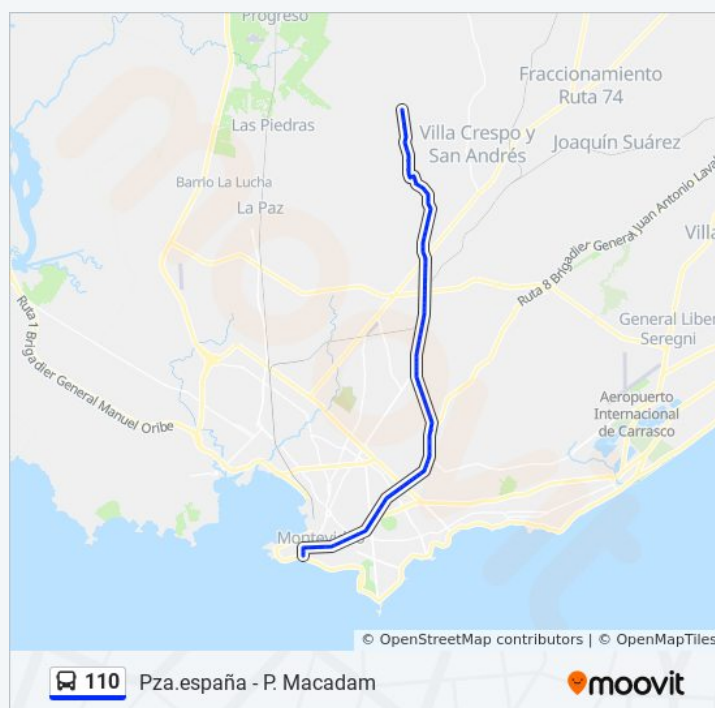 Progreso
Fraccionamiento
Ruta 74
Las Piedras
Villa Crespo y
San Andrés
Joaquín Suárez
Barrio La Lucha
La Paz
Juan Antonio Laval
Villa
Ruta 8 Brigadier General
Ruta 1 Brigadier General Manuel Oribe
General Liber
Seregni
Aeropuerto
Internacional
de Carrasco
© OpenStreetMap contributors | © OpenMapTiles
110 Pza.españa - P. Macadam
moovit